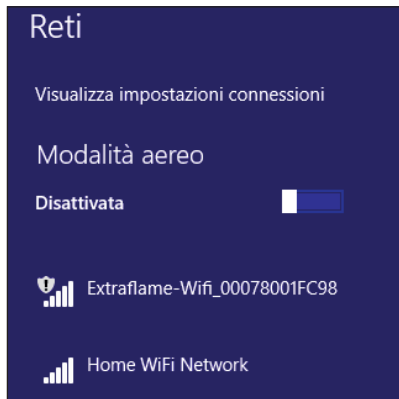 Reti
Visualizza impostazioni connessioni
Modalità aereo
Disattivata
Extraflame-Wifi_00078001FC98
Home WiFi Network